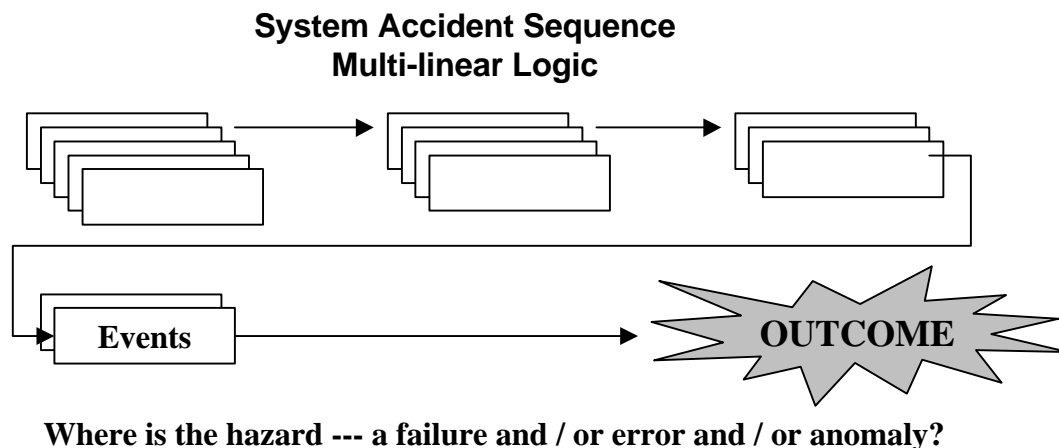 System Accident Sequence
Multi-linear Logic
Events
OUTCOME
Where is the hazard --- a failure and / or error and / or anomaly?